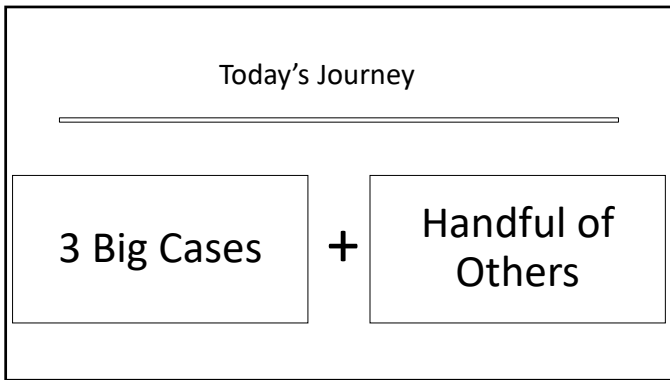 Today’s Journey
3 Big Cases
+
Handful of
Others